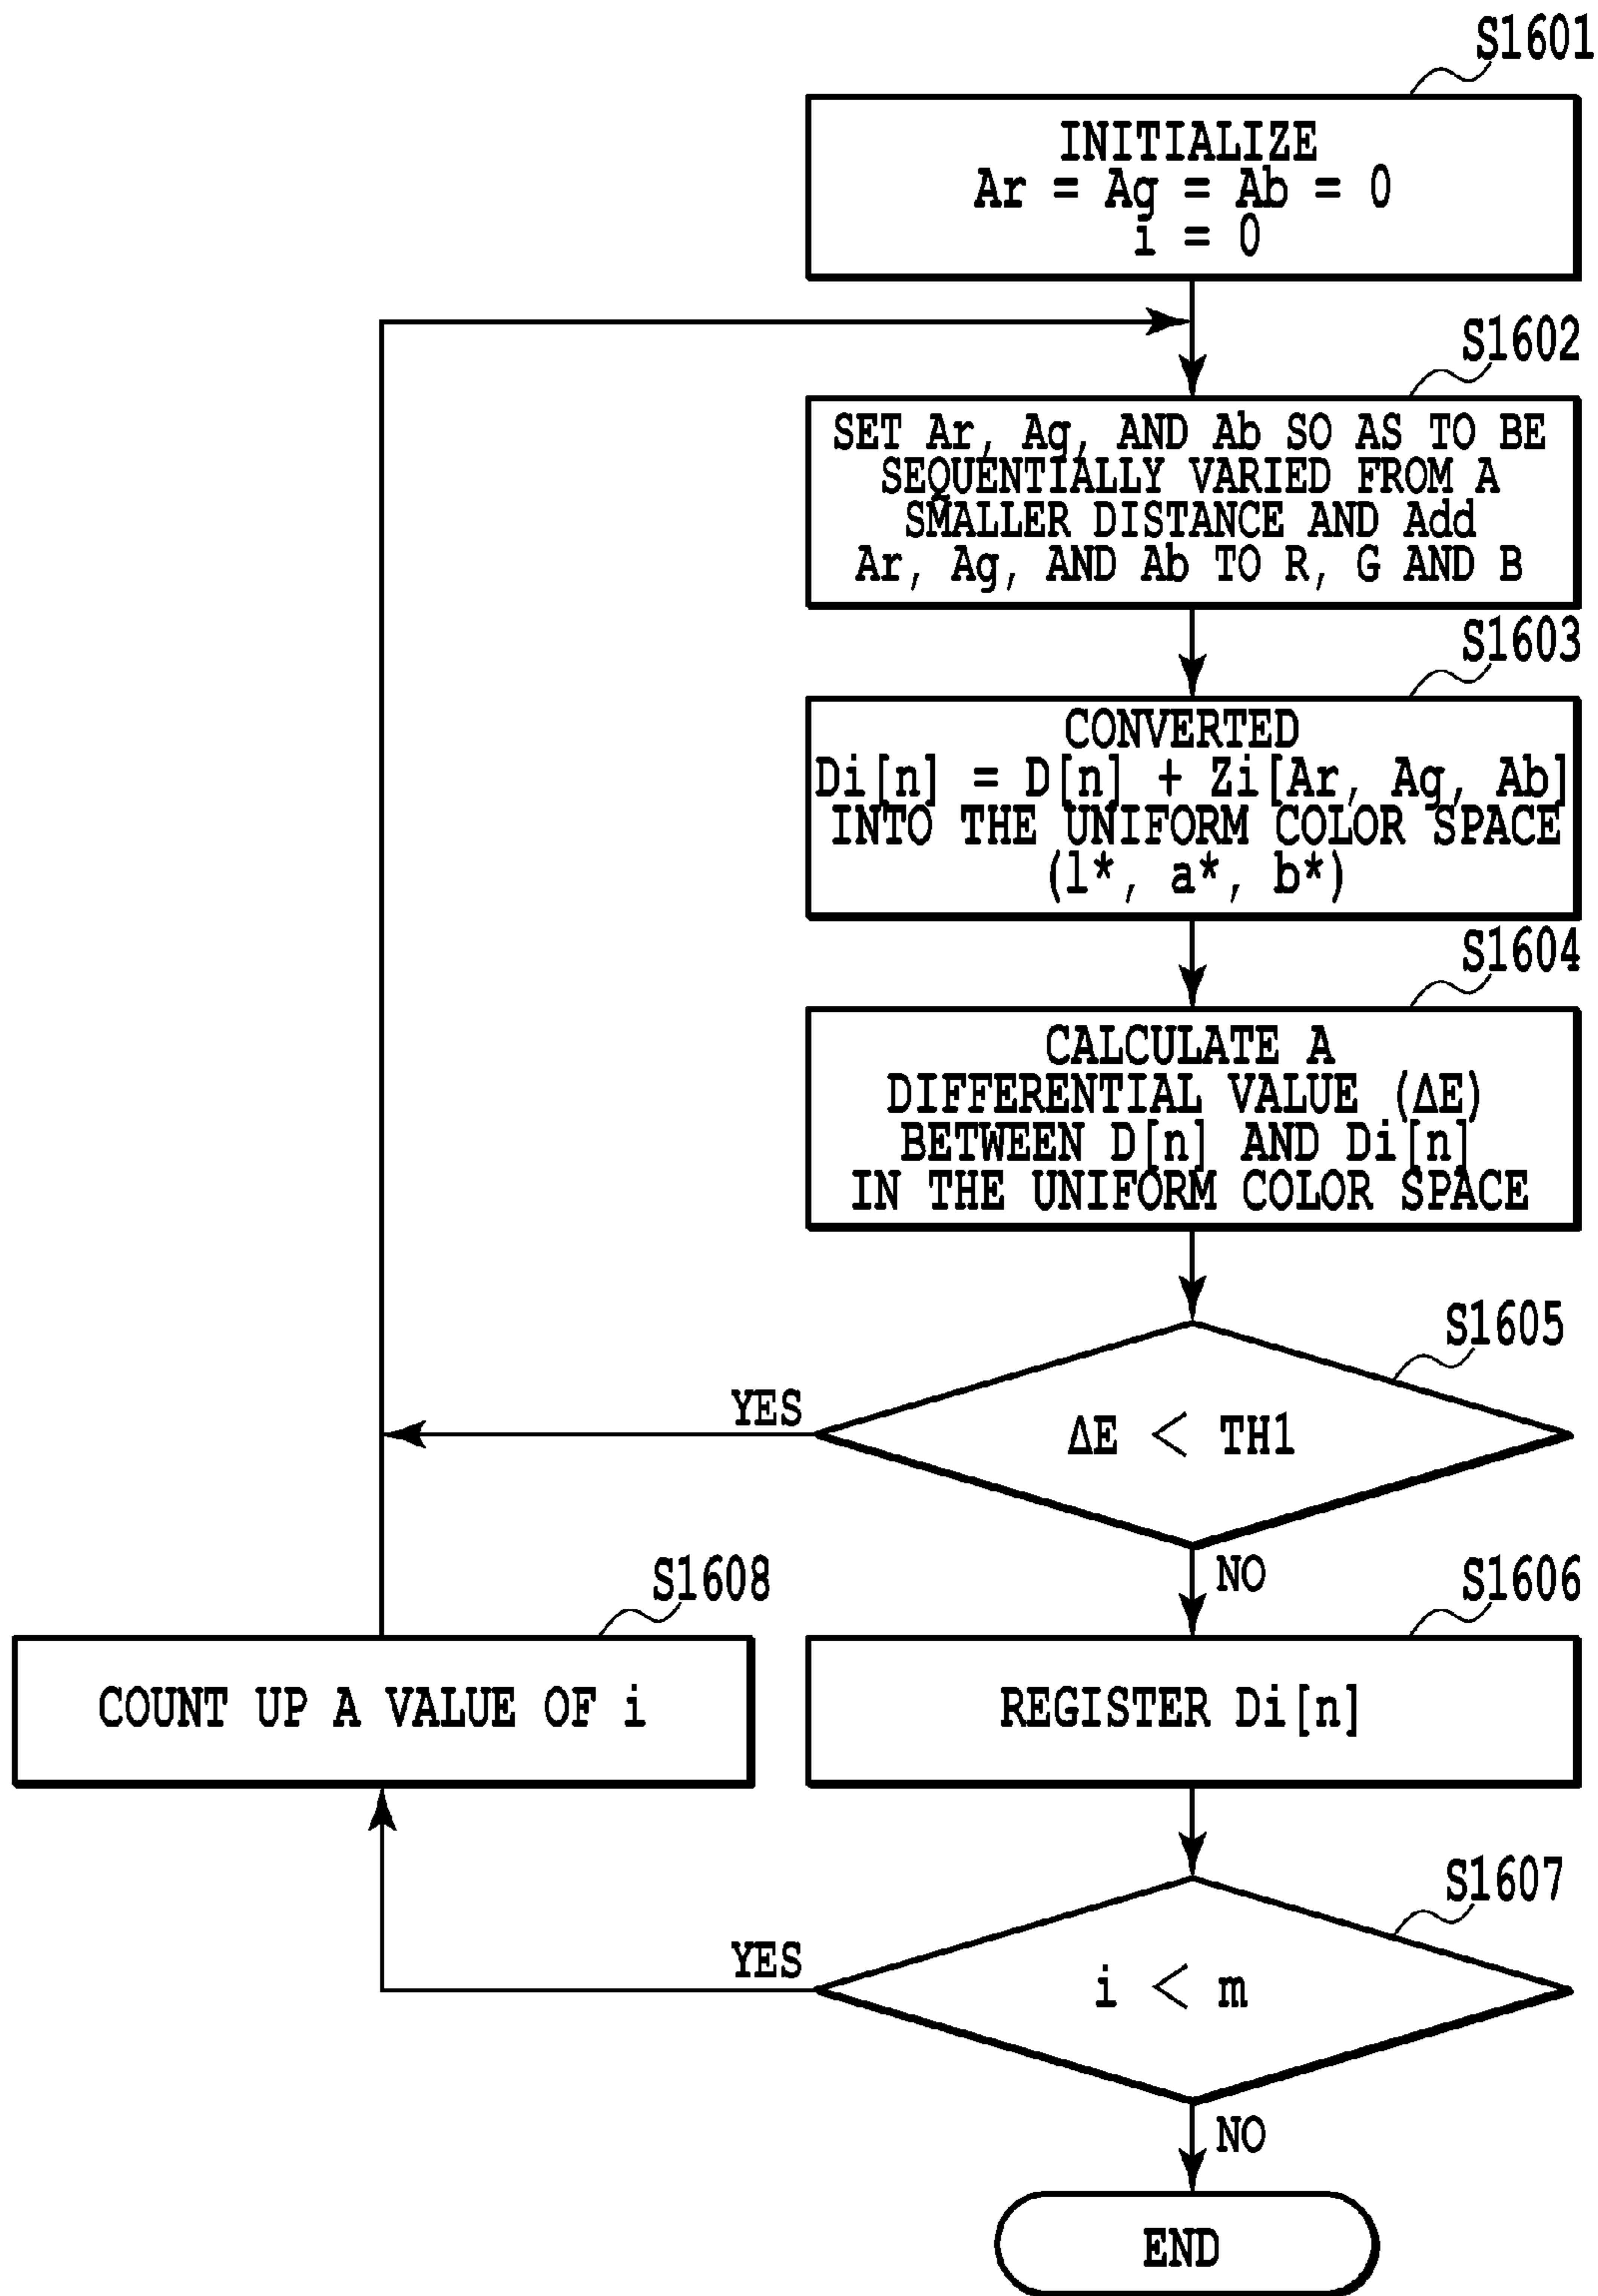 S1601
INITIALIZE
Ar = Ag = Ab = 0
i = 0
S1602
SET Ar, Ag, AND Ab SO AS TO BE
SEQUENTIALLY VARIED FROM A
SMALLER DISTANCE AND Add
Ar, Ag, AND Ab TO R, G AND B
S1603
CONVERTED
Di[n] = D[n] + Zi[Ar, Ag, Ab]
INTO THE UNIFORM COLOR SPACE
(l*, a*, b*)
S1604
CALCULATE A
DIFFERENTIAL VALUE (ΔE)
BETWEEN D[n] AND Di[n]
IN THE UNIFORM COLOR SPACE
S1605
YES
ΔE < TH1
NO
S1608
COUNT UP A VALUE OF i
S1606
REGISTER Di[n]
S1607
YES
i < m
NO
END